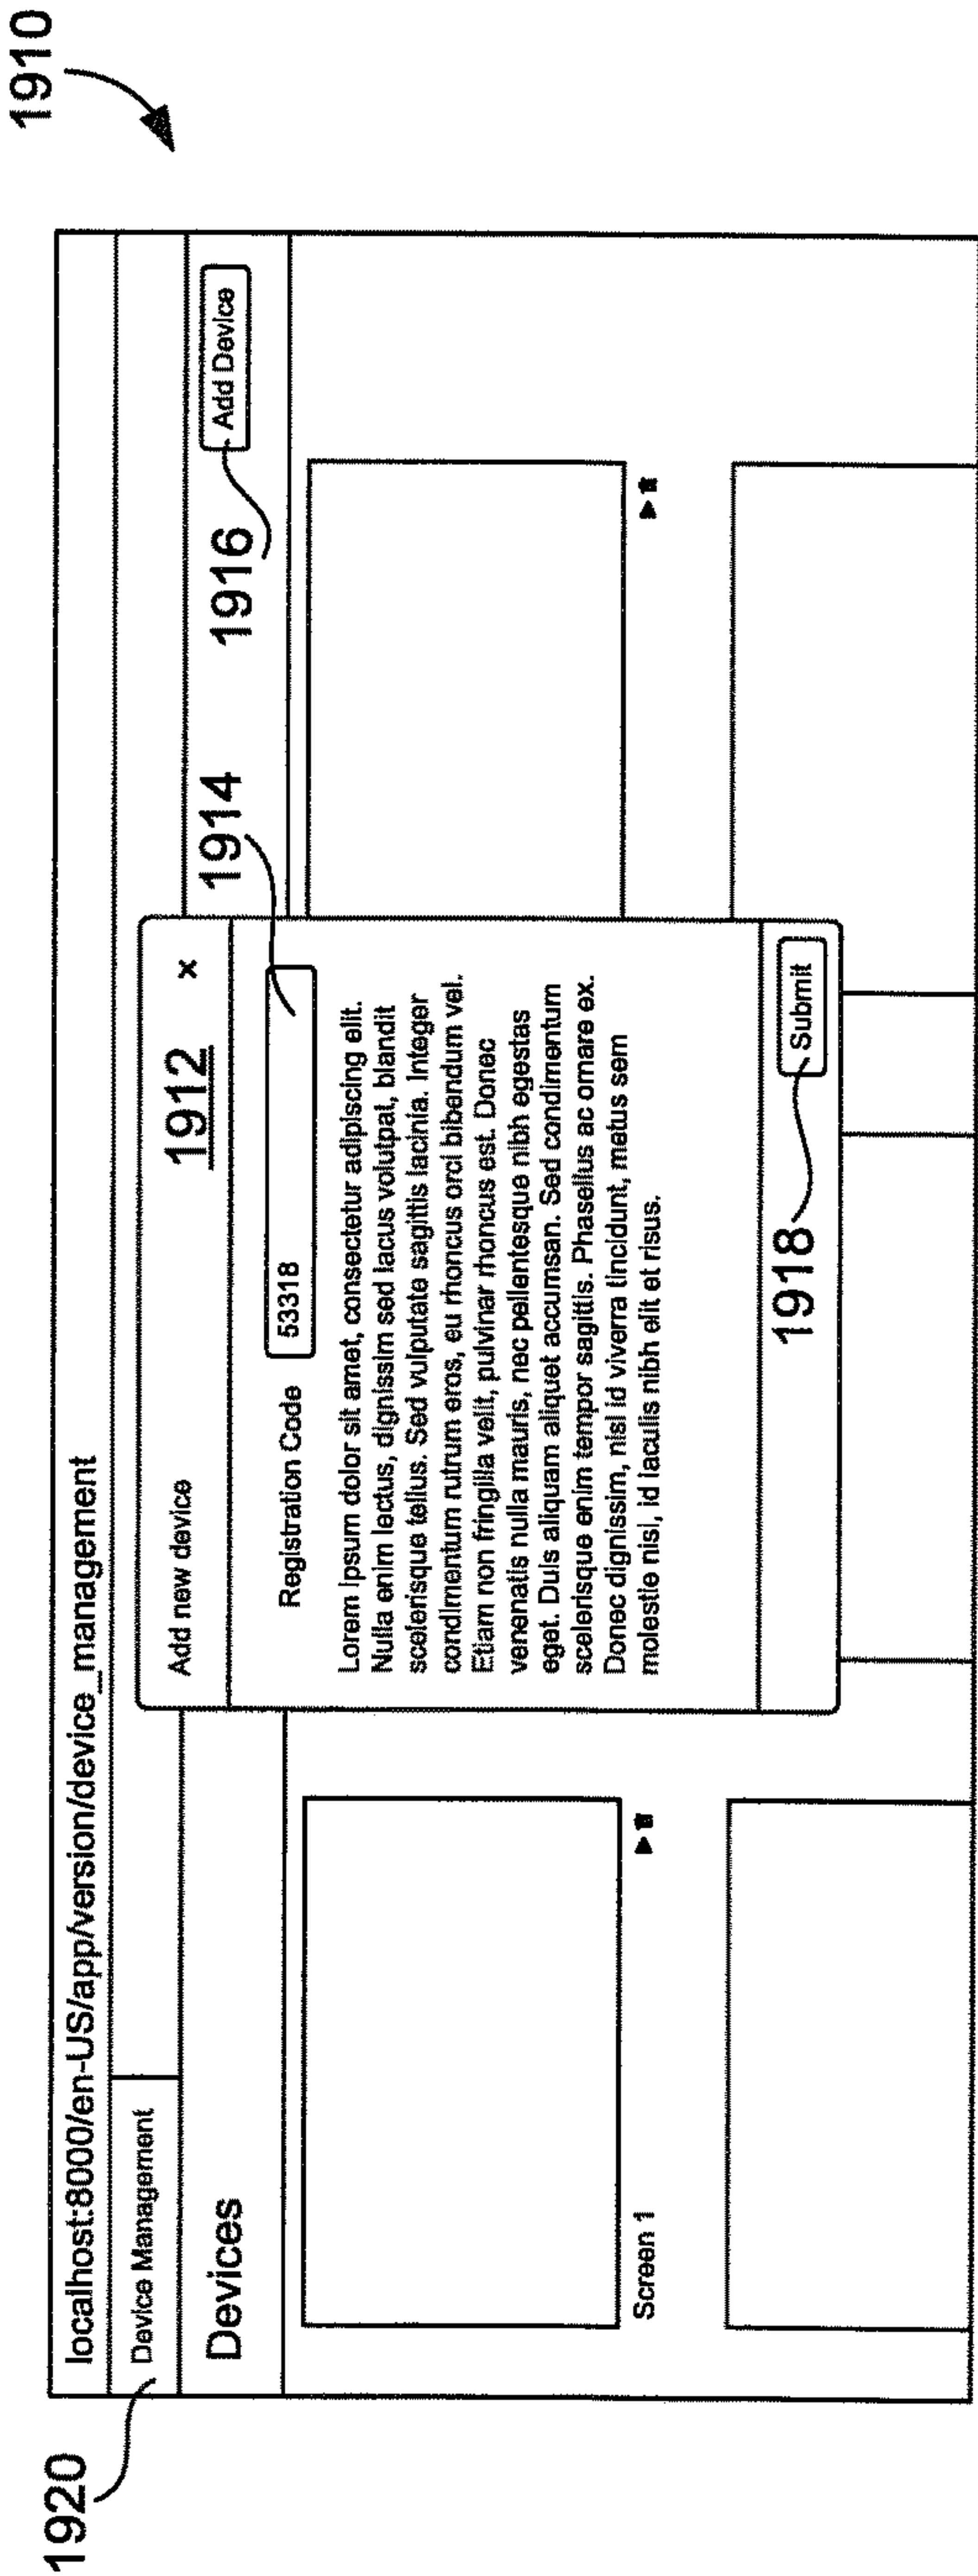 1910
localhost:8000/en-US/app/version/device_management
1920
Device Management
Devices
Add Device
1916
1914
Add new device
1912
x
Registration Code
53318
Lorem ipsum dolor sit amet, consectetur adipiscing elit.
Nulla enim lectus, dignissim sed lacus volutpat, blandit
scelerisque tellus. Sed vulputate sagittis lacinia. Integer
condimentum rutrum eros, eu rhoncus orci bibendum vel.
Etiam non fringilla velit, pulvinar rhoncus est. Donec
venenatis nulla mauris, nec pellentesque nibh egestas
eget. Duis aliquam aliquet accumsan. Sed condimentum
scelerisque enim tempor sagittis. Phasellus ac ornare ex.
Donec dignissim, nisl id viverra tincidunt, metus sem
molestie nisi, id iaculis nibh elit et risus.
1918
Submit
Screen 1